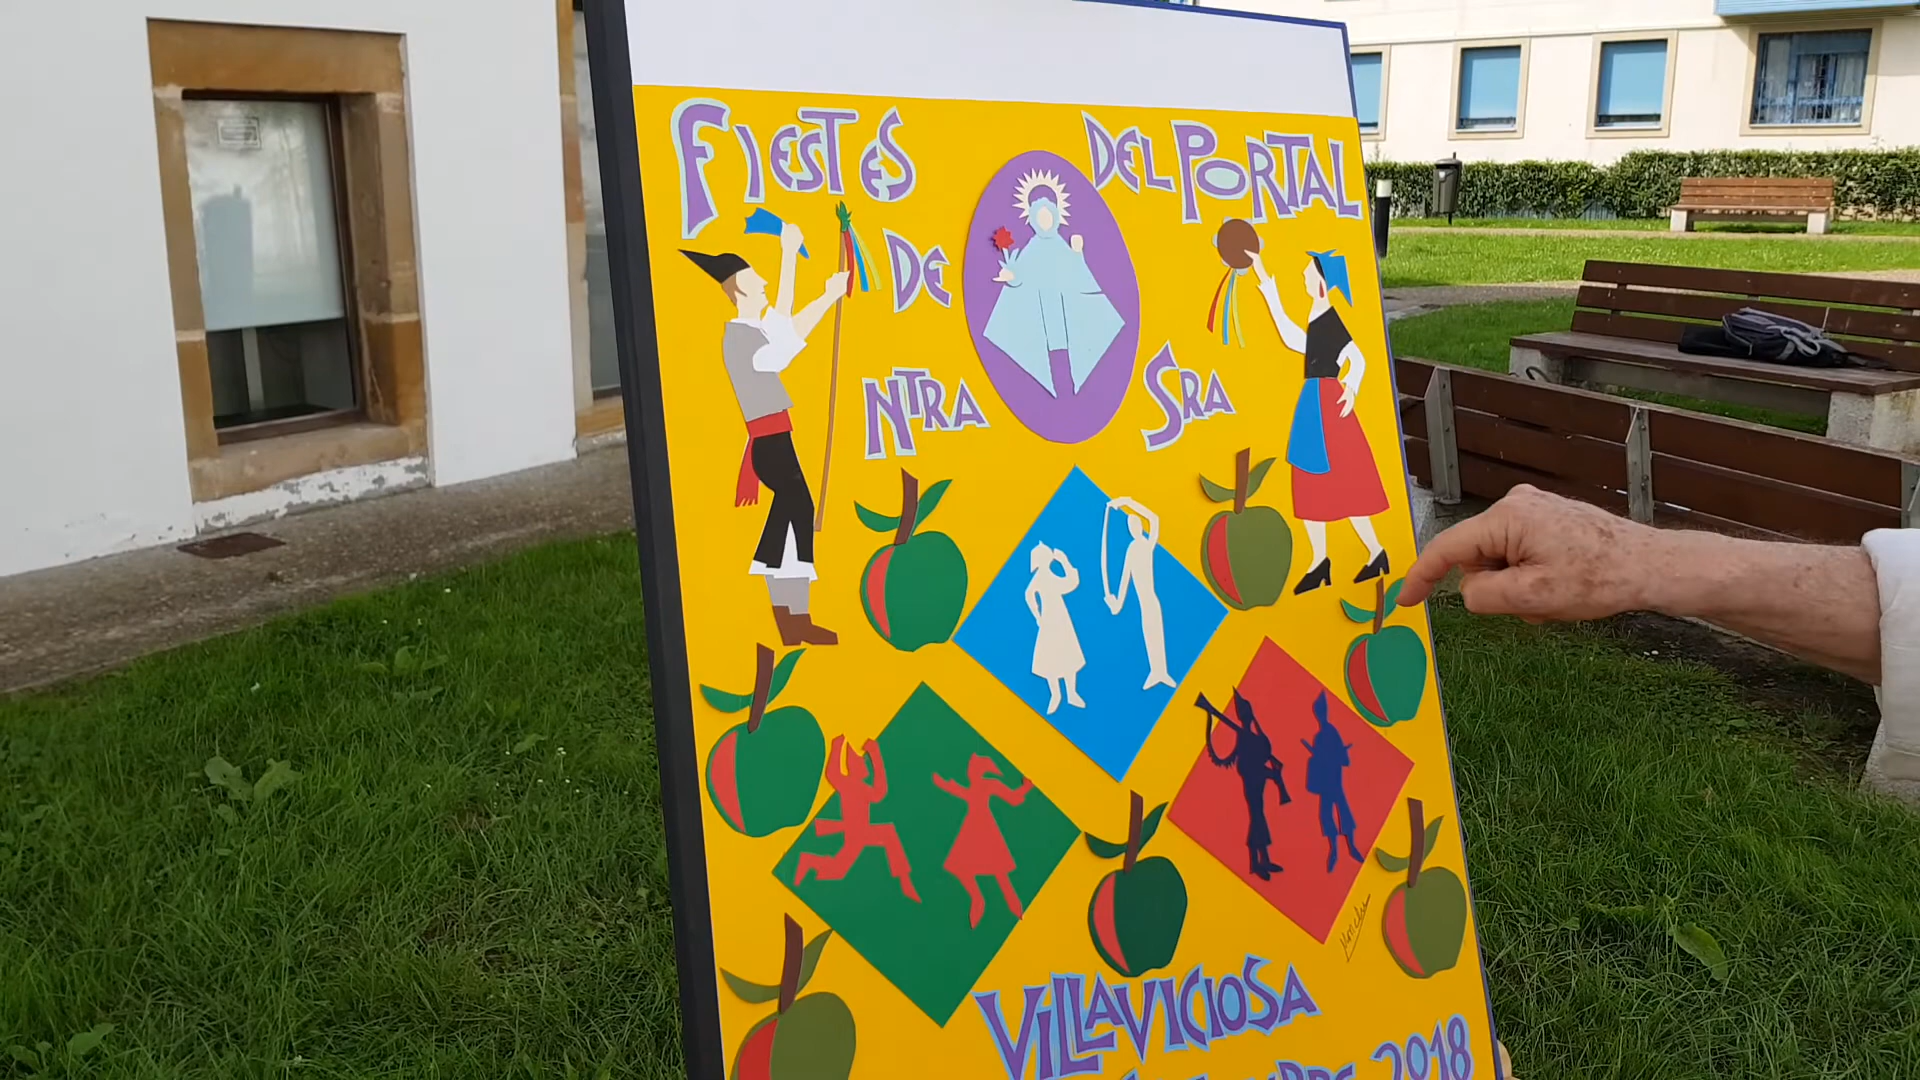 FIESTES DEL PORTAL
DE
NTRA SRA
VILLAVICIOSA
2018